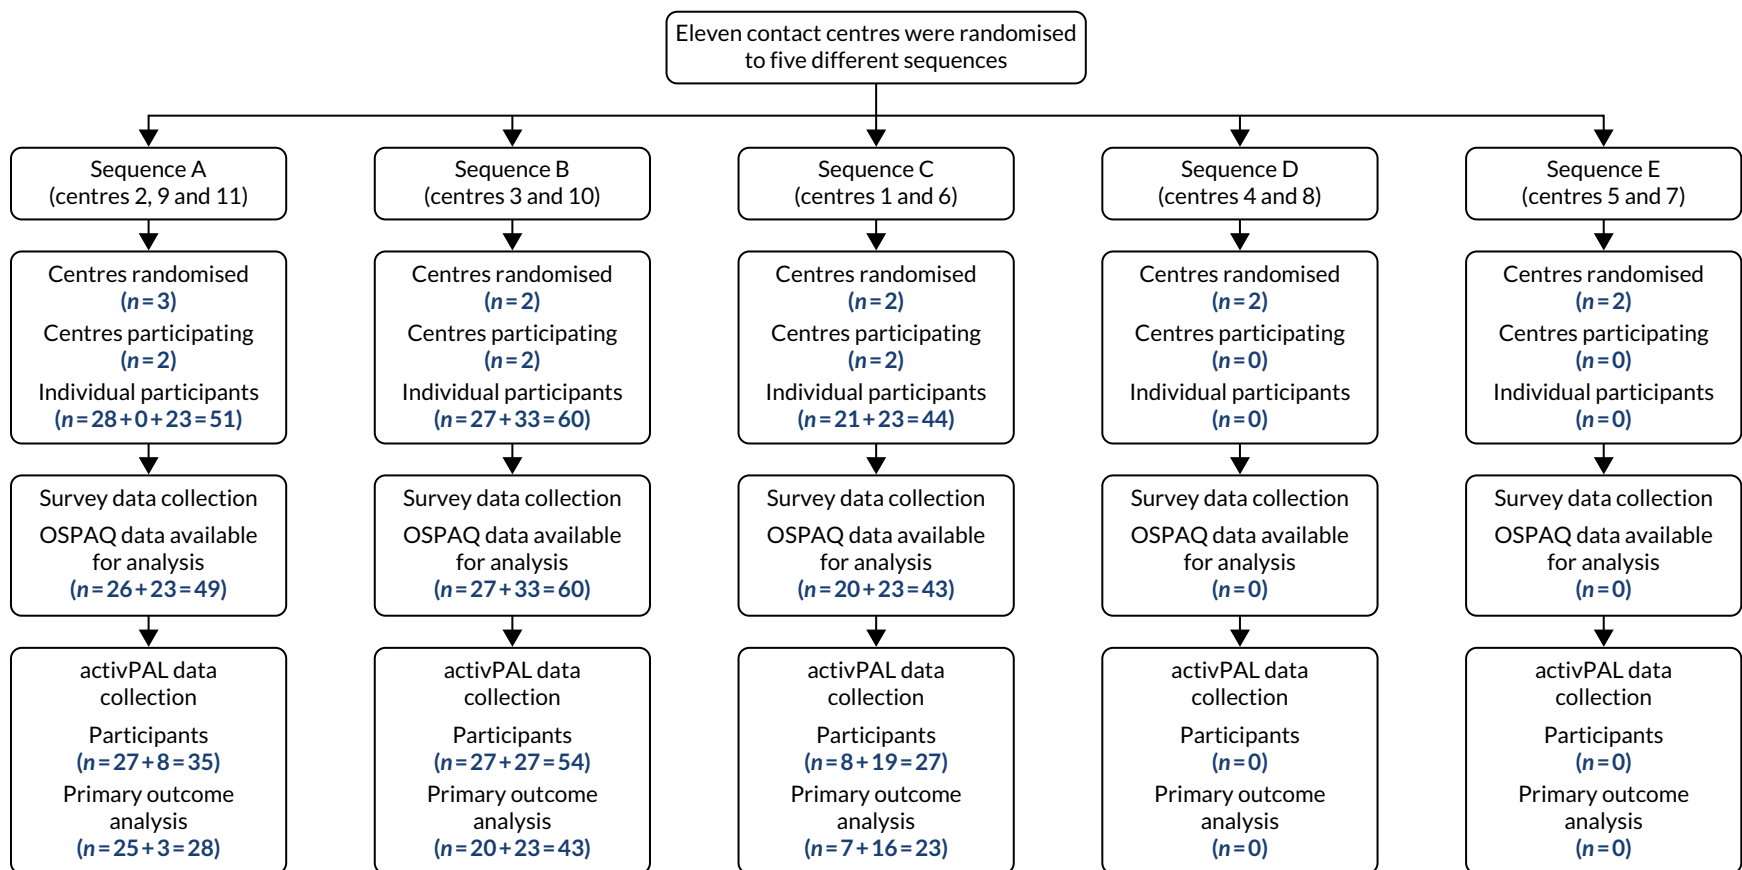 Eleven contact centres were randomised
to five different sequences
Sequence A
(centres 2, 9 and 11)
Centres randomised
(n=3)
Centres participating
(n=2)
Individual participants
(n=28+0+23=51)
Survey data collection
OSPAQ data available
for analysis
(n=26+23=49)
activPAL data
collection
Participants
(n=27+8=35)
Primary outcome
analysis
(n=25+3=28)
Sequence B
(centres 3 and 10)
Centres randomised
(n=2)
Centres participating
(n=2)
Individual participants
(n=27+33=60)
Survey data collection
OSPAQ data available
for analysis
(n=27+33=60)
activPAL data
collection
Participants
(n=27+27=54)
Primary outcome
analysis
(n=20+23=43)
Sequence C
(centres 1 and 6)
Centres randomised
(n=2)
Centres participating
(n=2)
Individual participants
(n=21+23=44)
Survey data collection
OSPAQ data available
for analysis
(n=20+23=43)
activPAL data
collection
Participants
(n=8+19=27)
Primary outcome
analysis
(n=7+16=23)
Sequence D
(centres 4 and 8)
Centres randomised
(n=2)
Centres participating
(n=0)
Individual participants
(n=0)
Survey data collection
OSPAQ data available
for analysis
(n=0)
activPAL data
collection
Participants
(n=0)
Primary outcome
analysis
(n=0)
Sequence E
(centres 5 and 7)
Centres randomised
(n=2)
Centres participating
(n=0)
Individual participants
(n=0)
Survey data collection
OSPAQ data available
for analysis
(n=0)
activPAL data
collection
Participants
(n=0)
Primary outcome
analysis
(n=0)